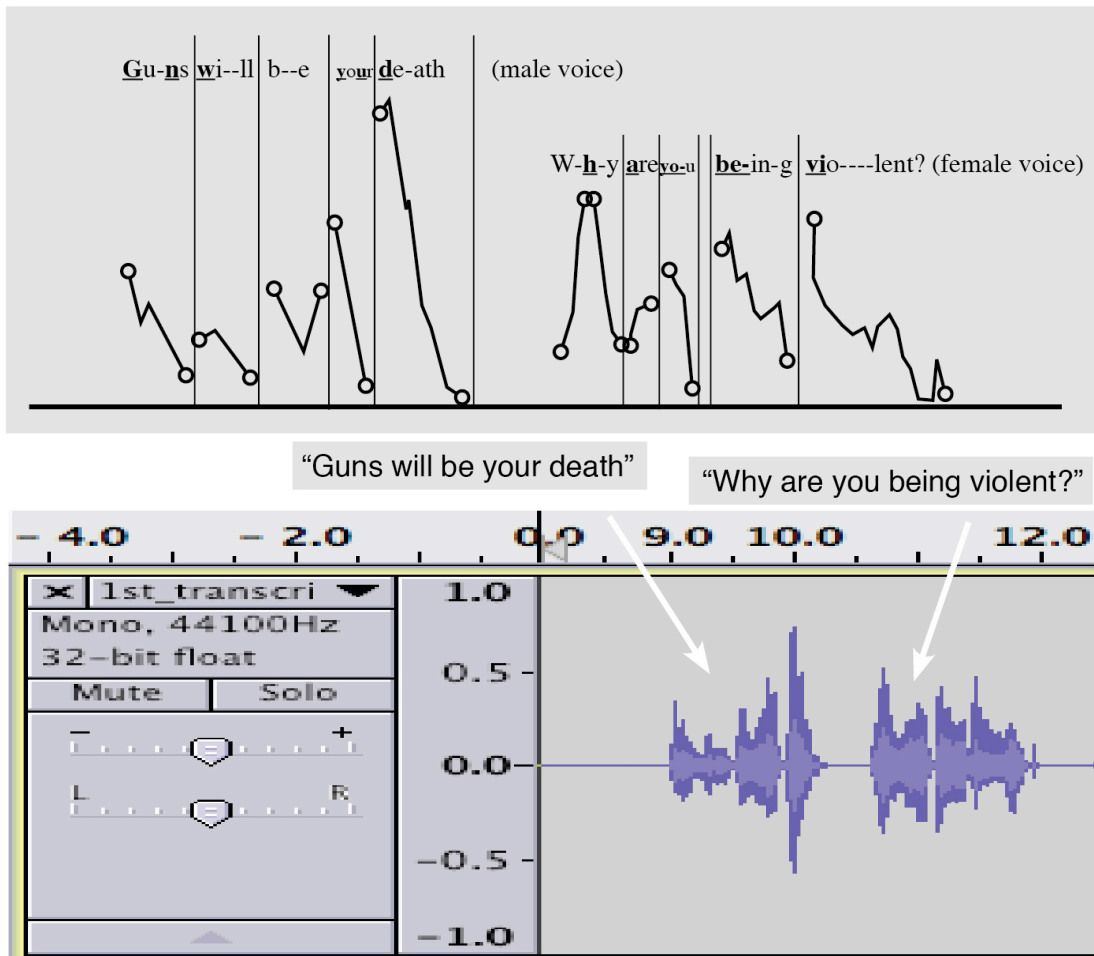 Gu-ns wi--ll b--e your de-ath (male voice)
W-h-y are yo-u be-in-g vio----lent? (female voice)
“Guns will be your death”
“Why are you being violent?”
- 4.0 - 2.0 0.0 9.0 10.0 12.0
× 1st_transcri
Mono, 44100Hz
32-bit float
Mute Solo
- +
L R
1.0
0.5
0.0
-0.5
-1.0